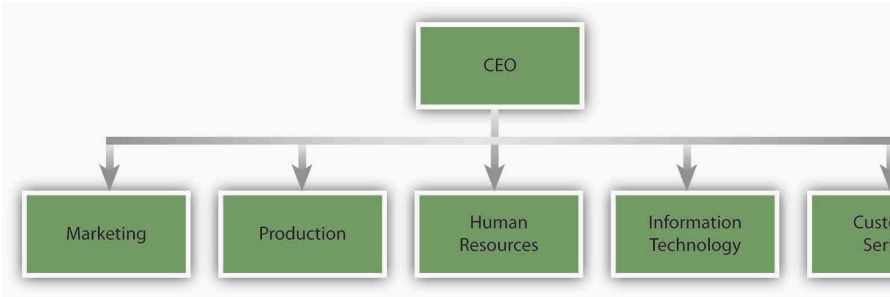 CEO
Marketing
Production
Human
Resources
Information
Technology